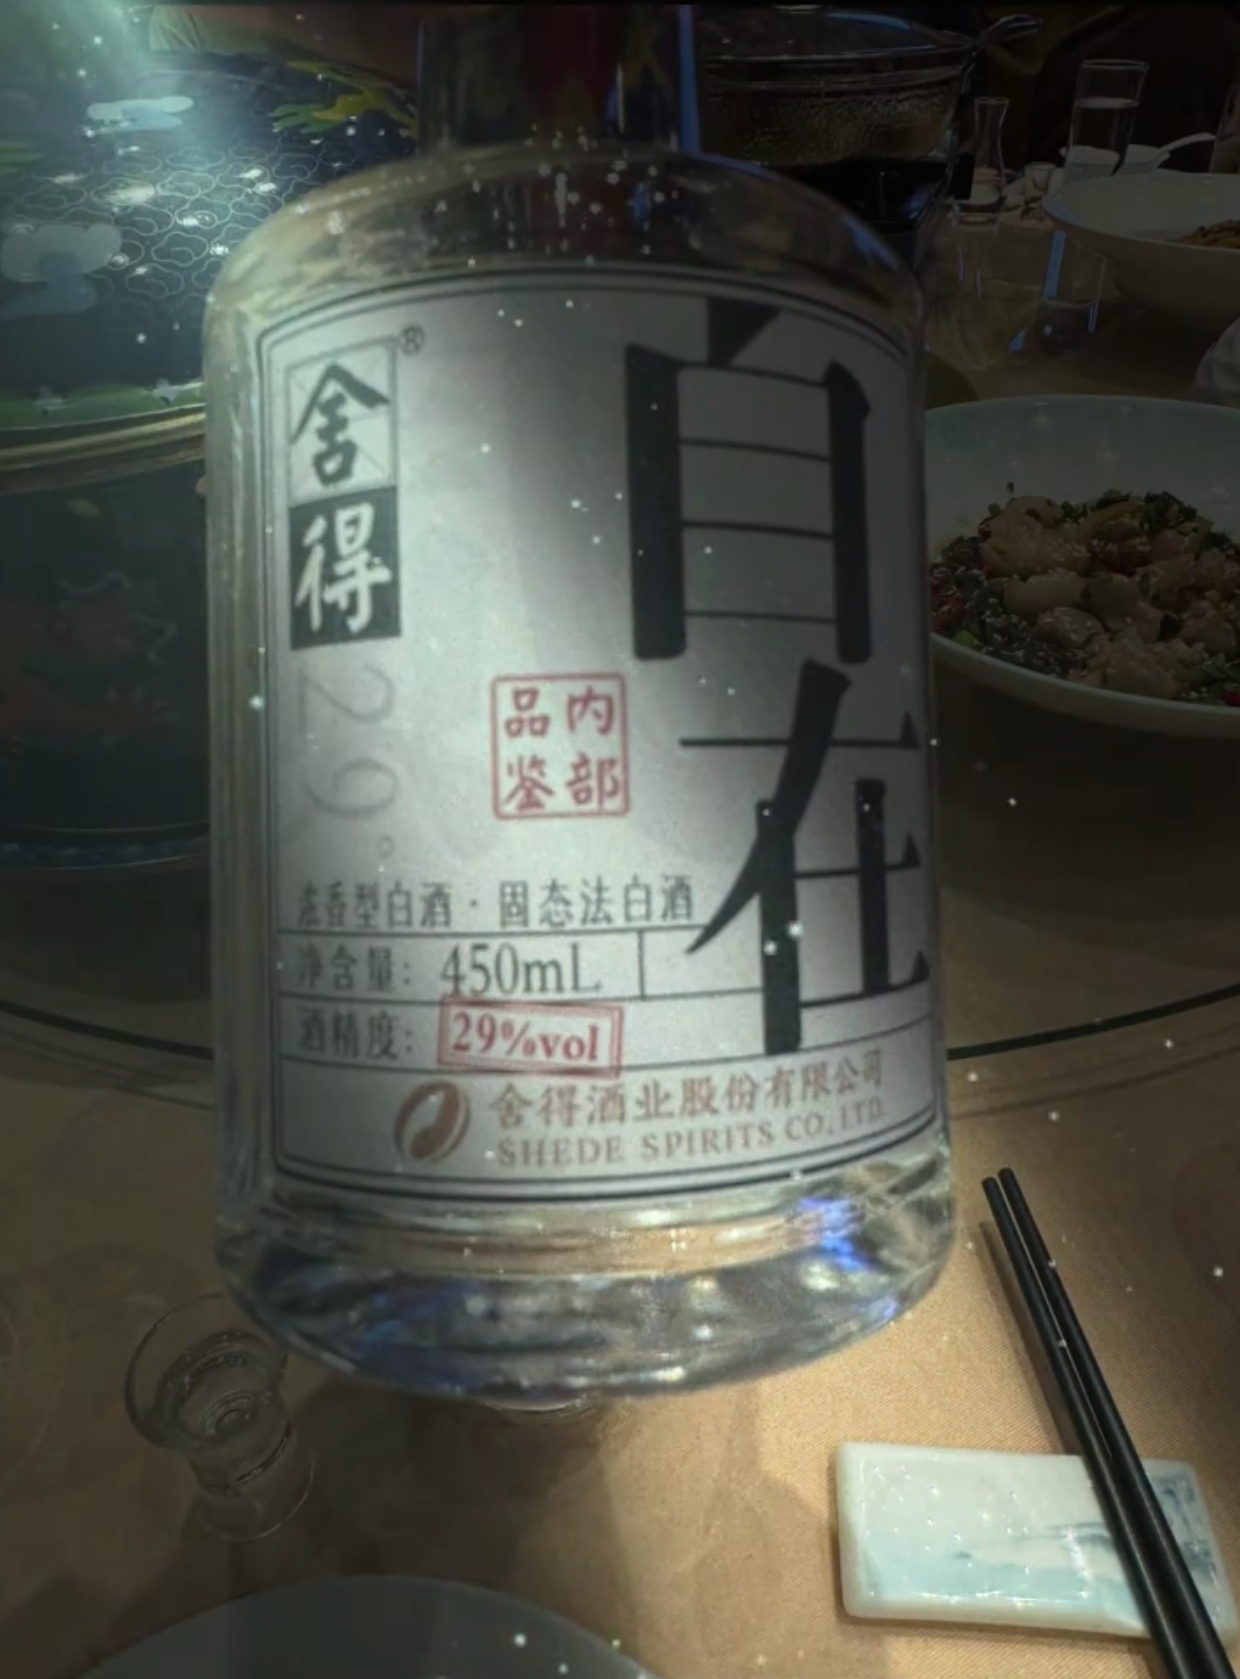 舍得®
自在
29°
内部
品鉴
浓香型白酒·固态法白酒
净含量: 450mL
酒精度: 29%vol
舍得酒业股份有限公司
SHEDE SPIRITS CO.,LTD.